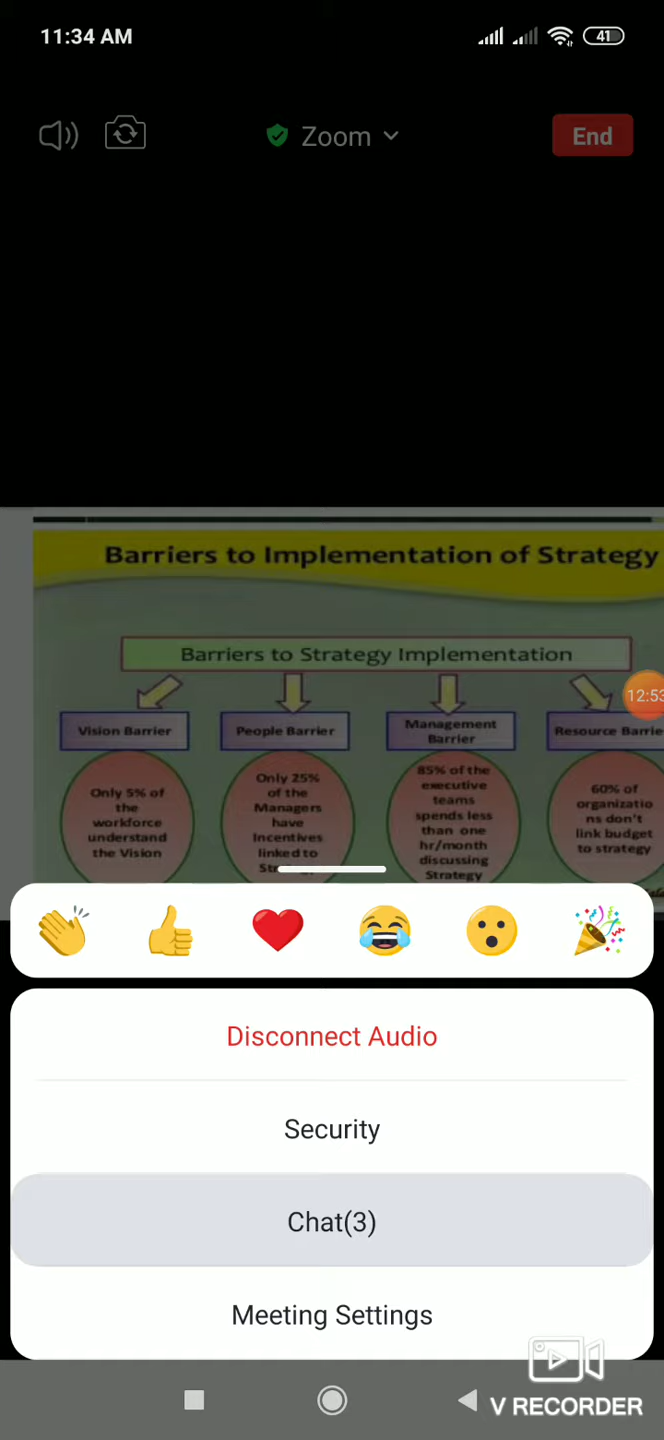 11:34 AM
41
Zoom
End
Barriers to Implementation of Strategy
Barriers to Strategy Implementation
12:53
Vision Barrier
People Barrier
Management
Barrier
Resource Barrie
Only 5% of
the
workforce
understand
the Vision
Only 25%
of the
Managers
have
Incentives
linked to
85% of the
executive
teams
spends less
than one
hr/month
discussing
Strategy
60% of
organizatio
ns don't
link budget
to strategy
Disconnect Audio
Security
Chat(3)
Meeting Settings
V RECORDER